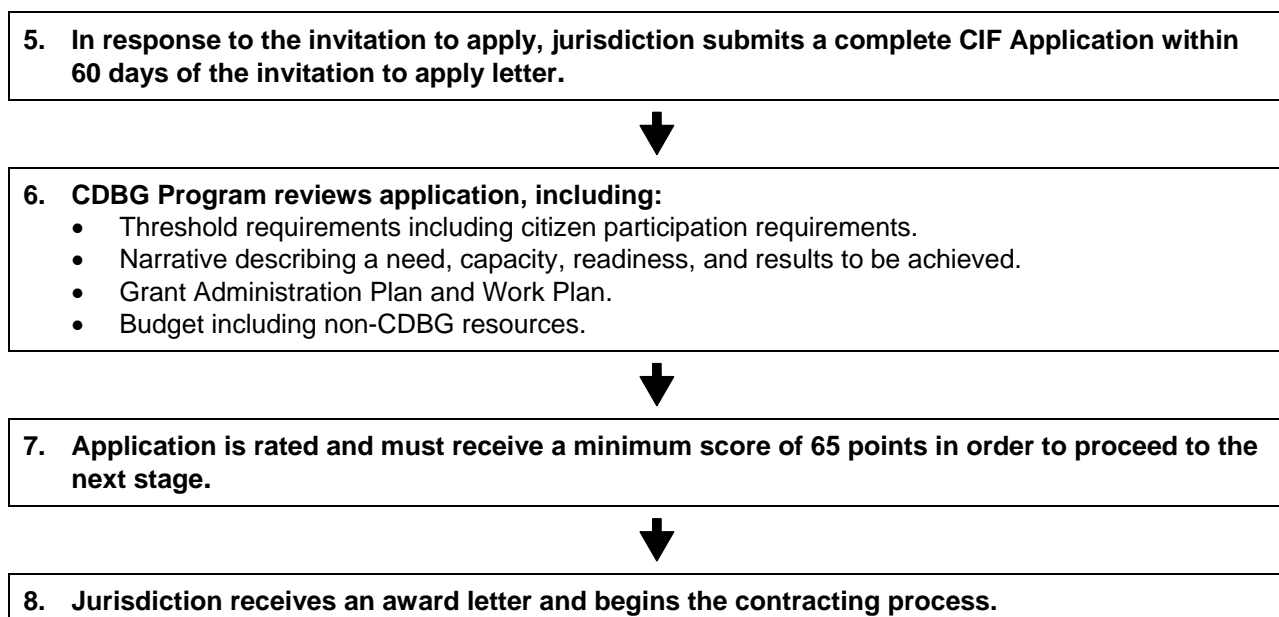 5. In response to the invitation to apply, jurisdiction submits a complete CIF Application within
60 days of the invitation to apply letter.
6. CDBG Program reviews application, including:
• Threshold requirements including citizen participation requirements.
• Narrative describing a need, capacity, readiness, and results to be achieved.
• Grant Administration Plan and Work Plan.
• Budget including non-CDBG resources.
7. Application is rated and must receive a minimum score of 65 points in order to proceed to the
next stage.
8. Jurisdiction receives an award letter and begins the contracting process.